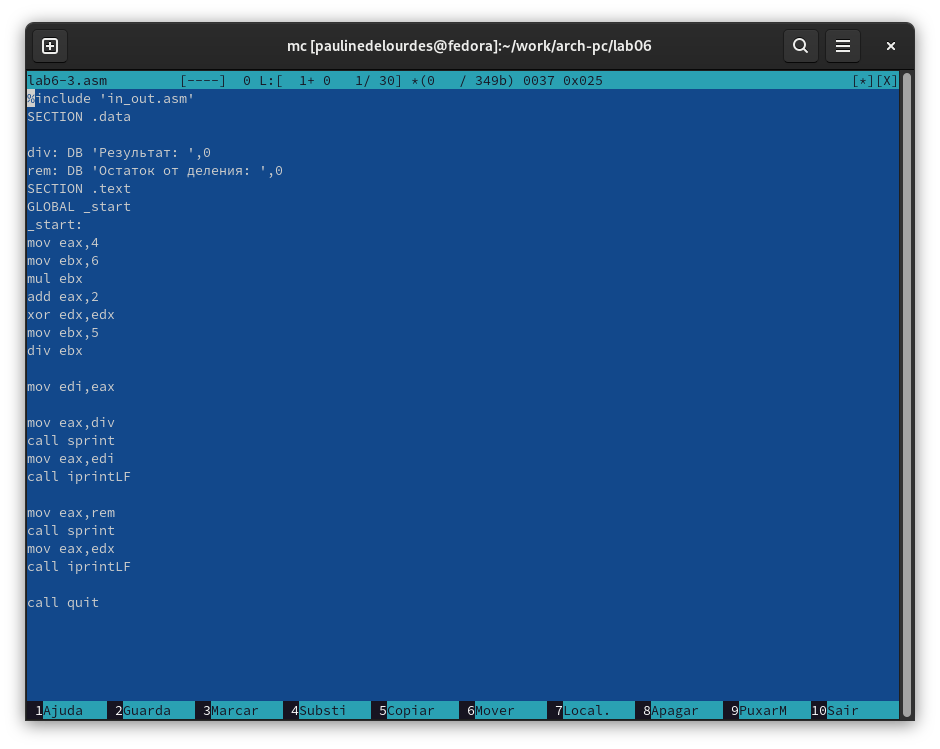 mc [paulinedelourdes@fedora]:~/work/arch-pc/lab06
lab6-3.asm [----] 0 L:[ 1+ 0 1/ 30] *(0 / 349b) 0037 0x025 [*][X]
%include 'in_out.asm'
SECTION .data
div: DB 'Результат: ',0
rem: DB 'Остаток от деления: ',0
SECTION .text
GLOBAL _start
_start:
mov eax,4
mov ebx,6
mul ebx
add eax,2
xor edx,edx
mov ebx,5
div ebx
mov edi,eax
mov eax,div
call sprint
mov eax,edi
call iprintLF
mov eax,rem
call sprint
mov eax,edx
call iprintLF
call quit
1Ajuda 2Guarda 3Marcar 4Substi 5Copiar 6Mover 7Local. 8Apagar 9PuxarM 10Sair